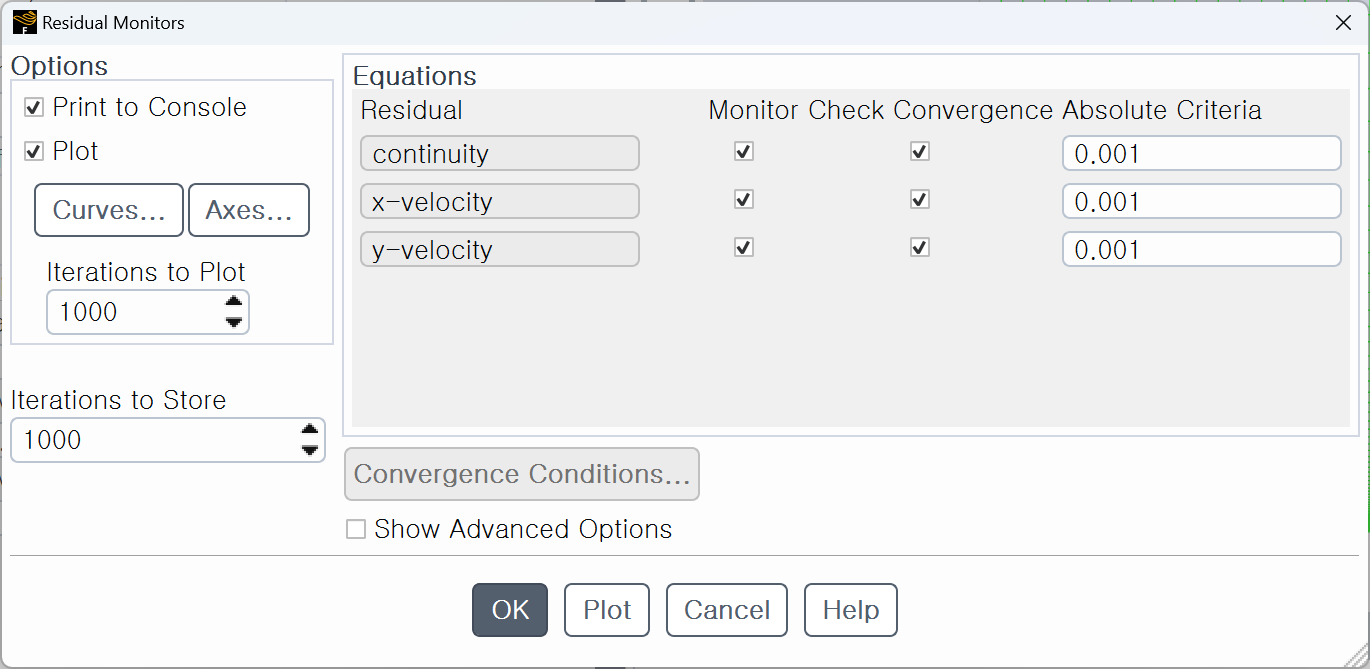 Residual Monitors
Options
Print to Console
Plot
Curves... Axes...
Iterations to Plot
1000
Iterations to Store
1000
Equations
Residual Monitor Check Convergence Absolute Criteria
continuity 0.001
x-velocity 0.001
y-velocity 0.001
Convergence Conditions...
Show Advanced Options
OK Plot Cancel Help